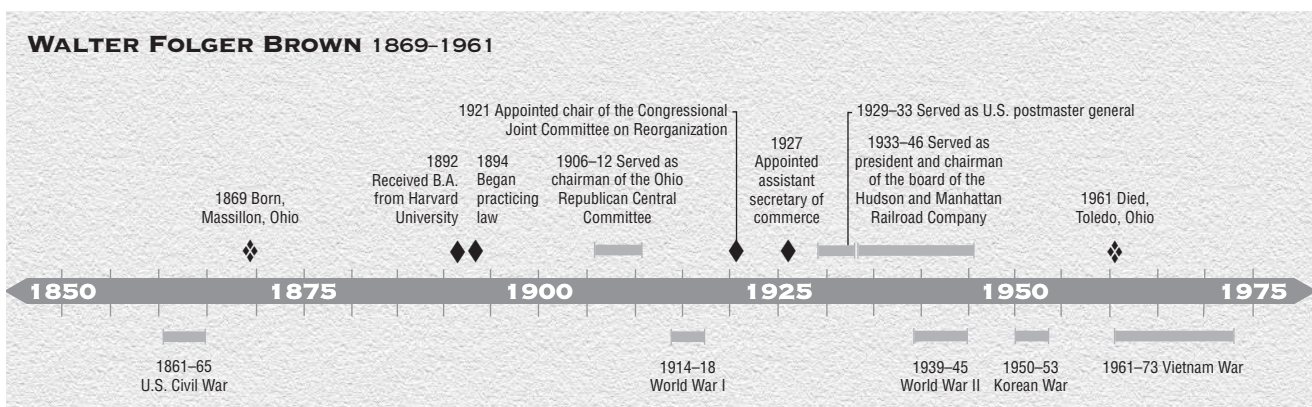 WALTER FOLGER BROWN 1869–1961
1921 Appointed chair of the Congressional
Joint Committee on Reorganization
1929–33 Served as U.S. postmaster general
1869 Born,
Massillon, Ohio
1892
Received B.A.
from Harvard
University
1894
Began
practicing
law
1906–12 Served as
chairman of the Ohio
Republican Central
Committee
1927
Appointed
assistant
secretary of
commerce
1933–46 Served as
president and chairman
of the board of the
Hudson and Manhattan
Railroad Company
1961 Died,
Toledo, Ohio
1850 1875 1900 1925 1950 1975
1861–65
U.S. Civil War
1914–18
World War I
1939–45
World War II
1950–53
Korean War
1961–73 Vietnam War